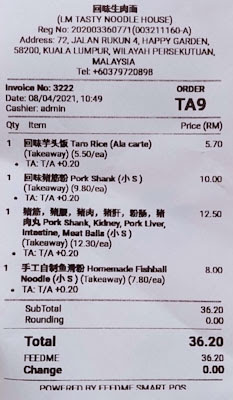 回味生肉面
(LM TASTY NOODLE HOUSE)
Reg No: 202003360771(003211160-A)
Address: 72, JALAN RUKUN 4, HAPPY GARDEN,
58200, KUALA LUMPUR, WILAYAH PERSEKUTUAN,
MALAYSIA
Tel: +60379720898
Invoice No: 3222
Date: 08/04/2021, 10:49
Cashier: admin
ORDER
TA9
Qty Item Price (RM)
1 回味芋头饭 Taro Rice (Ala carte) 5.70
(Takeaway) (5.50/ea)
• TA: T/A +0.20
1 回味猪筋粉 Pork Shank (小 S) 10.00
(Takeaway) (9.80/ea)
• TA: T/A +0.20
1 猪筋，猪腰，猪肉，猪肝，粉肠，猪肉丸 Pork Shank, Kidney, Pork Liver, 12.50
Intestine, Meat Balls (小 S)
(Takeaway) (12.30/ea)
• TA: T/A +0.20
1 手工自制鱼滑粉 Homemade Fishball 8.00
Noodle (小 S) (Takeaway) (7.80/ea)
• TA: T/A +0.20
SubTotal 36.20
Rounding 0.00
Total 36.20
FEEDME 36.20
Change 0.00
POWERED BY FEEDME SMART POS